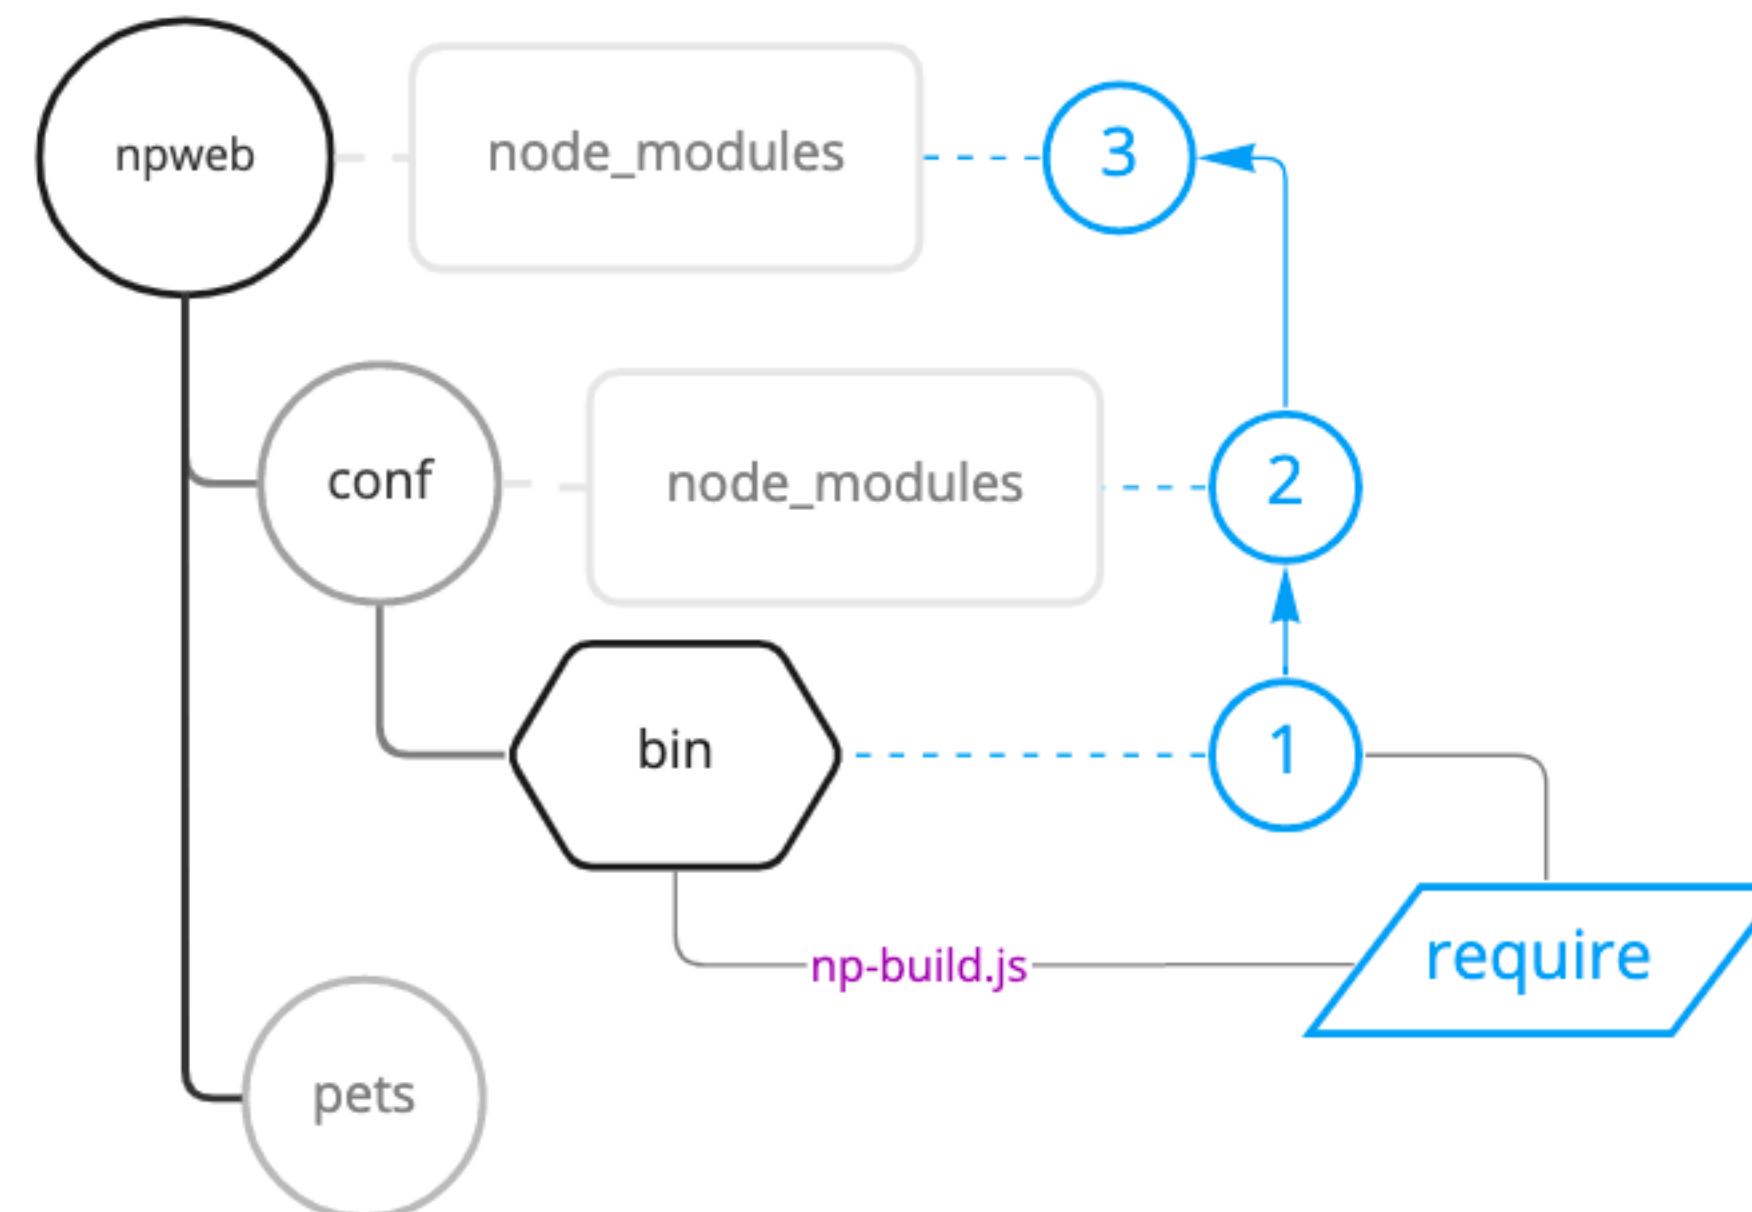 npweb
node_modules
3
conf
node_modules
2
bin
1
np-build.js
require
pets